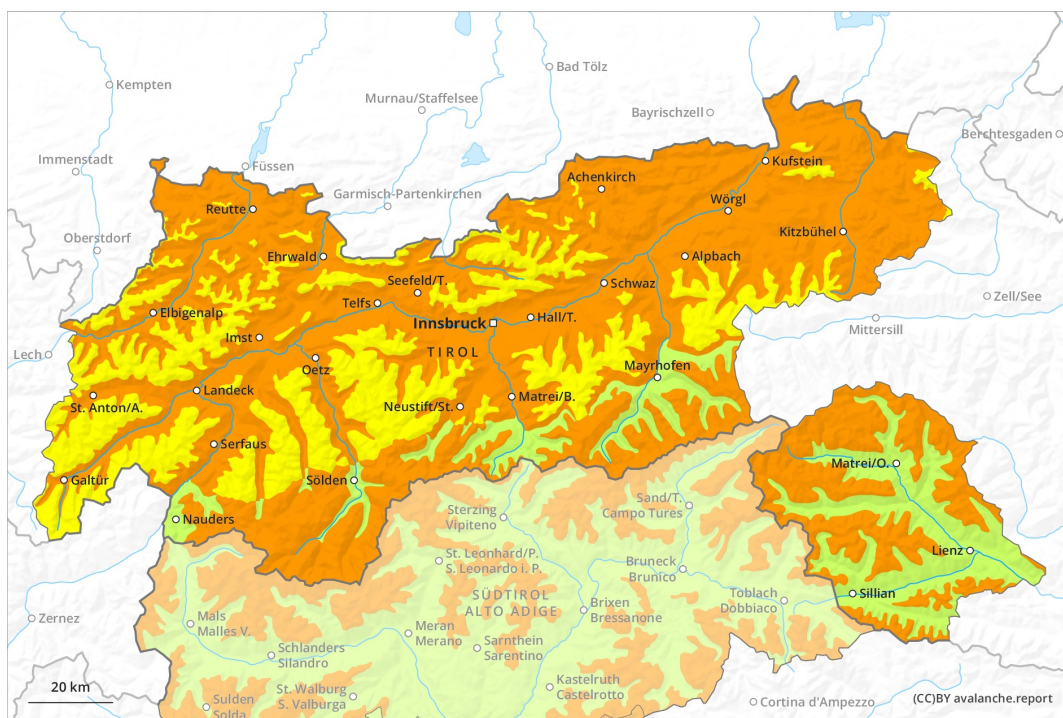 Bad Tölz
Kempten
Murnau/Staffelsee
Bayrischzell
Berchtesgaden
Immenstadt
Füssen
Kufstein
Achenkirch
Garmisch-Partenkirchen
Wörgl
Reutte
Oberstdorf
Kitzbühel
Ehrwald
Alpbach
Seefeld/T.
Schwaz
Zell/See
Telfs
Elbigenalp
Innsbruck
Hall/T.
Mittersill
Imst
Lech
TIROL
Oetz
Mayrhofen
Landeck
St. Anton/A.
Neustift/St.
Matrei/B.
Serfaus
Matrei/O.
Galtür
Sölden
Sand/T.
Campo Tures
Sterzing
Vipiteno
Nauders
Lienz
St. Leonhard/P.
S. Leonardo i. P.
Bruneck
Brunico
SÜDTIROL
ALTO ADIGE
Toblach
Dobbiaco
Sillian
Brixen
Bressanone
Zernez
Mals
Malles V.
Meran
Merano
Schlanders
Silandro
Sarnthein
Sarentino
20 km
St. Walburg
S. Valburga
Kastelruth
Castelrotto
Sulden
Solda
Cortina d'Ampezzo
(CC)BY avalanche.report